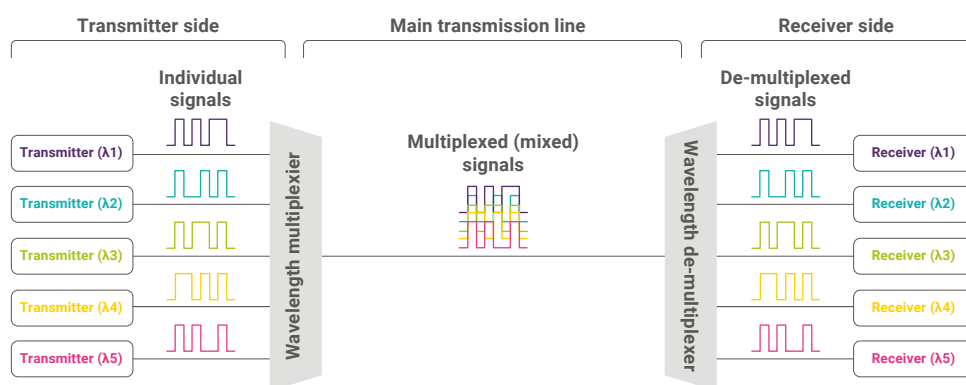 Transmitter side
Main transmission line
Receiver side
Individual
signals
De-multiplexed
signals
Multiplexed (mixed)
signals
Transmitter (λ1)
Transmitter (λ2)
Transmitter (λ3)
Transmitter (λ4)
Transmitter (λ5)
Wavelength multiplexier
Wavelength de-multiplexer
Receiver (λ1)
Receiver (λ2)
Receiver (λ3)
Receiver (λ4)
Receiver (λ5)